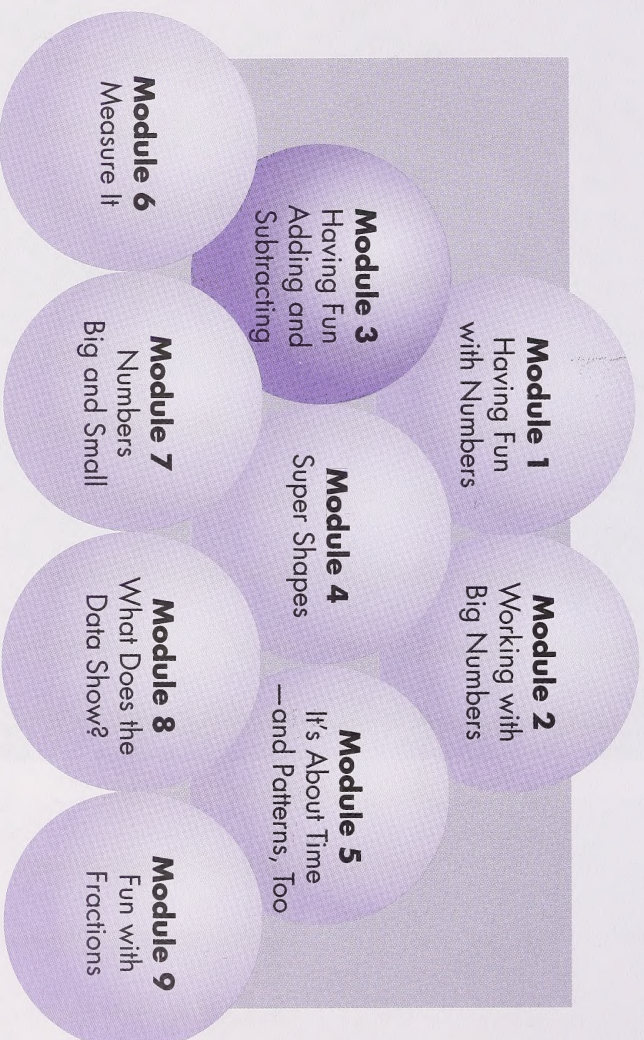 Module 1
Having Fun
with Numbers
Module 2
Working with
Big Numbers
Module 3
Having Fun
Adding and
Subtracting
Module 4
Super Shapes
Module 5
It's About Time
—and Patterns, Too
Module 6
Measure It
Module 7
Numbers
Big and Small
Module 8
What Does the
Data Show?
Module 9
Fun with
Fractions